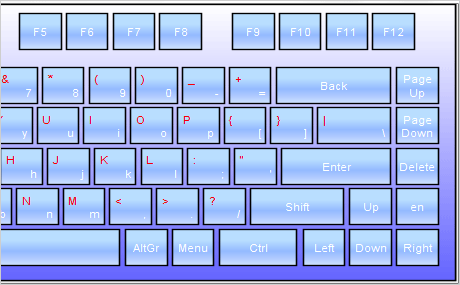 F5 F6 F7 F8 F9 F10 F11 F12
& 7 * 8 ( 9 ) 0 _ - + = Back Page Up
y U u I i O o P p { [ } ] | \ Page Down
H h J j K k L l : ; " ' Enter Delete
N n M m < , > . ? / Shift Up en
AltGr Menu Ctrl Left Down Right